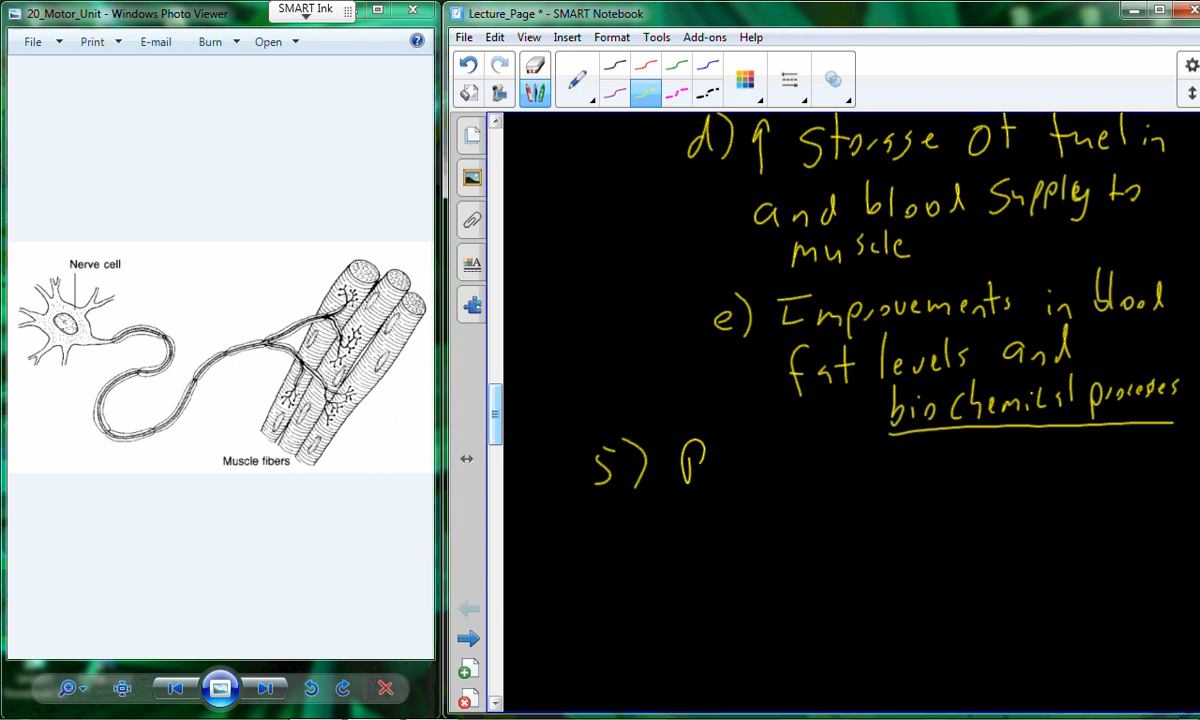 20_Motor_Unit - Windows Photo Viewer
SMART Ink
File Print E-mail Burn Open
Nerve cell
Muscle fibers
Lecture_Page * - SMART Notebook
File Edit View Insert Format Tools Add-ons Help
d) ↑ Storage of fuel in
and blood supply to
muscle
e) Improvements in blood
fat levels and
biochemical processes
5) P